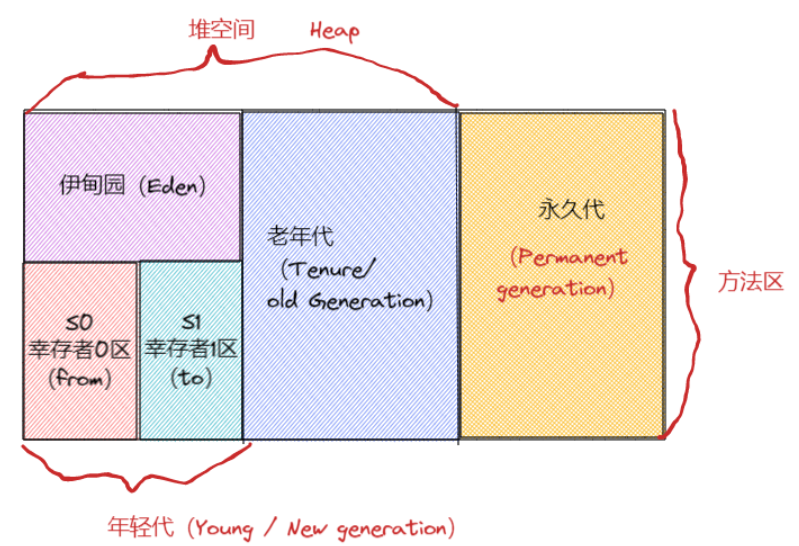 堆空间 Heap
伊甸园 (Eden)
S0
幸存者0区
(from)
S1
幸存者1区
(to)
老年代
(Tenure/
old Generation)
永久代
(Permanent
generation)
方法区
年轻代 (Young / New generation)